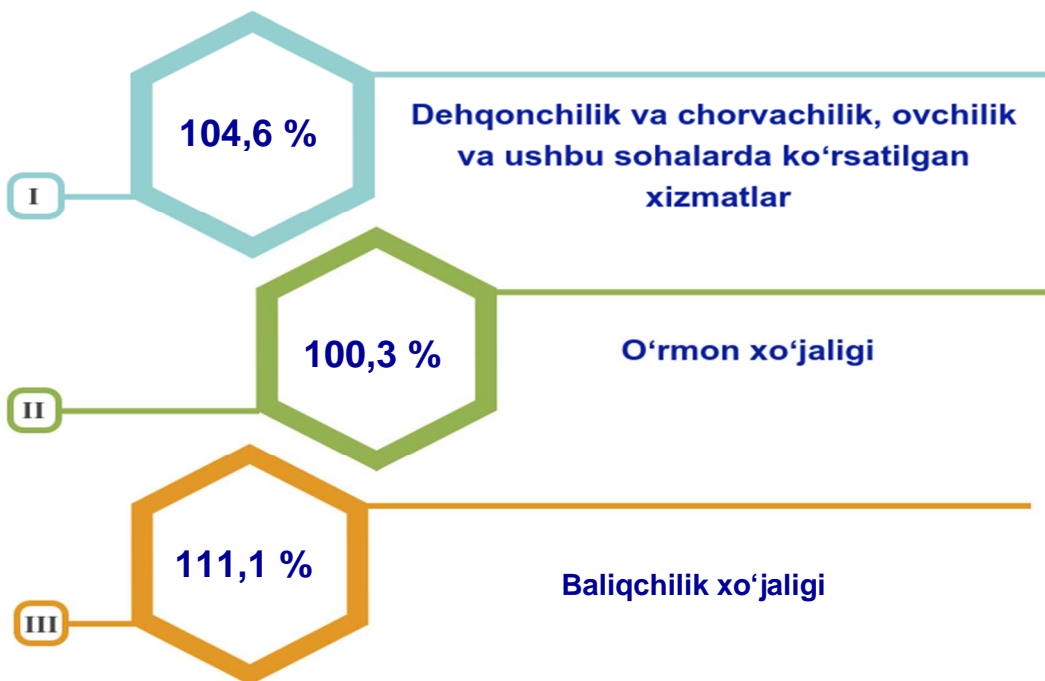 104,6 %
Dehqonchilik va chorvachilik, ovchilik
va ushbu sohalarda ko‘rsatilgan
xizmatlar
I
100,3 %
O‘rmon xo‘jaligi
II
111,1 %
Baliqchilik xo‘jaligi
III